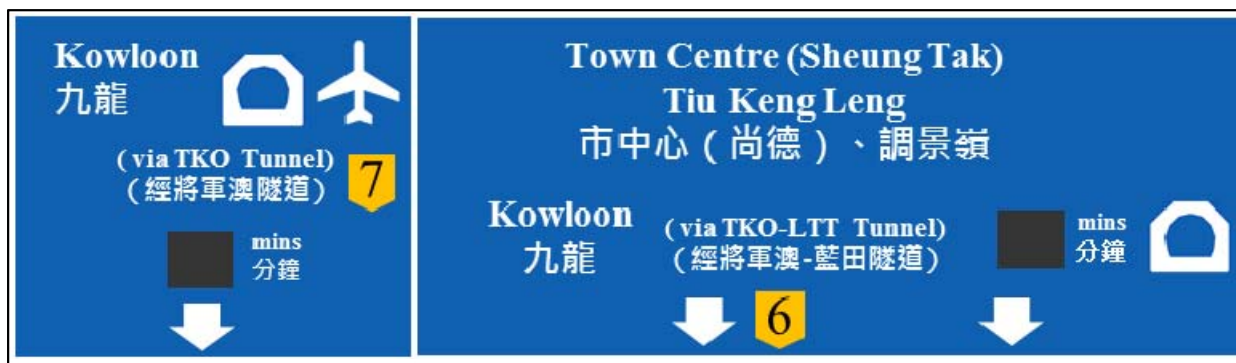 Kowloon
九龍
(via TKO Tunnel)
(經將軍澳隧道)
7
mins
分鐘
Town Centre (Sheung Tak)
Tiu Keng Leng
市中心(尚德)、調景嶺
Kowloon
九龍
(via TKO-LTT Tunnel)
(經將軍澳-藍田隧道)
mins
分鐘
6